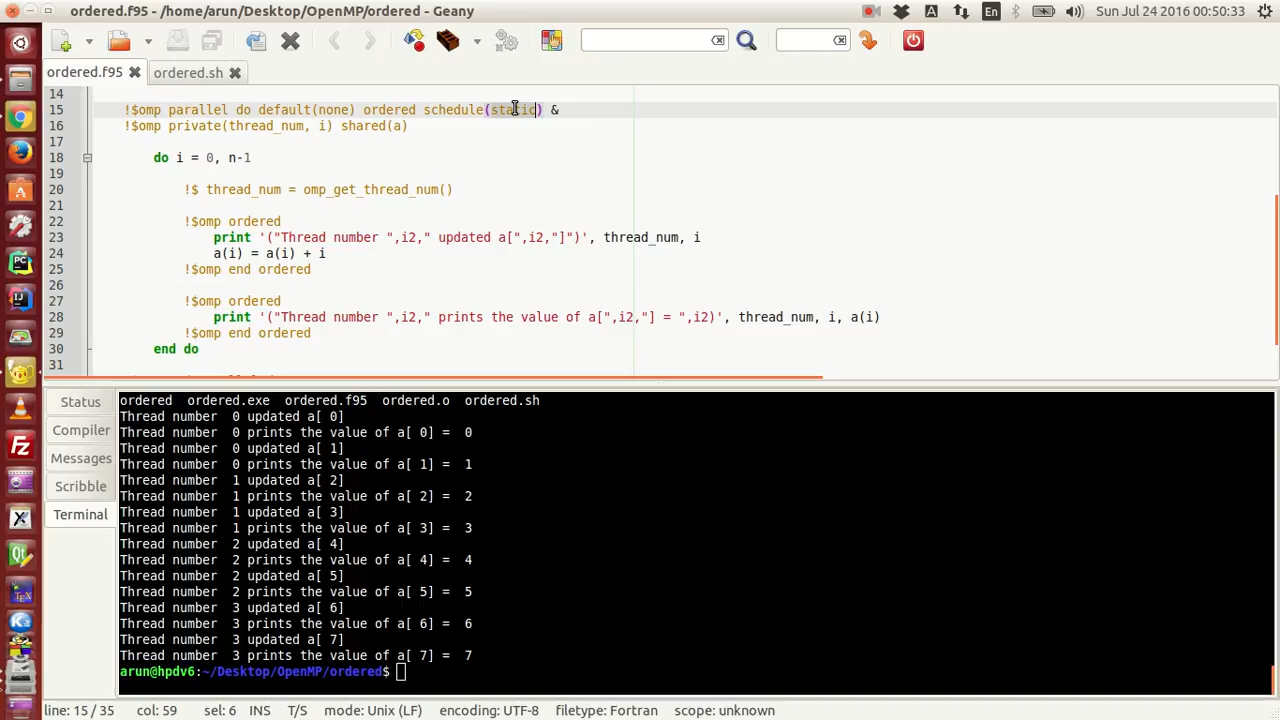 ordered.f95 - /home/arun/Desktop/OpenMP/ordered - Geany
A
En
Sun Jul 24 2016 00:50:33
ordered.f95
ordered.sh
14
15 !$omp parallel do default(none) ordered schedule(static) &
16 !$omp private(thread_num, i) shared(a)
17
18 do i = 0, n-1
19
20 !$ thread_num = omp_get_thread_num()
21
22 !$omp ordered
23 print '("Thread number ",i2," updated a[",i2,"]")', thread_num, i
24 a(i) = a(i) + i
25 !$omp end ordered
26
27 !$omp ordered
28 print '("Thread number ",i2," prints the value of a[",i2,"] = ",i2)', thread_num, i, a(i)
29 !$omp end ordered
30 end do
31
Status
Compiler
Messages
Scribble
Terminal
ordered  ordered.exe  ordered.f95  ordered.o  ordered.sh
Thread number  0 updated a[ 0]
Thread number  0 prints the value of a[ 0] =  0
Thread number  0 updated a[ 1]
Thread number  0 prints the value of a[ 1] =  1
Thread number  1 updated a[ 2]
Thread number  1 prints the value of a[ 2] =  2
Thread number  1 updated a[ 3]
Thread number  1 prints the value of a[ 3] =  3
Thread number  2 updated a[ 4]
Thread number  2 prints the value of a[ 4] =  4
Thread number  2 updated a[ 5]
Thread number  2 prints the value of a[ 5] =  5
Thread number  3 updated a[ 6]
Thread number  3 prints the value of a[ 6] =  6
Thread number  3 updated a[ 7]
Thread number  3 prints the value of a[ 7] =  7
arun@hpdv6:~/Desktop/OpenMP/ordered$
line: 15 / 35 col: 59 sel: 6 INS T/S mode: Unix (LF) encoding: UTF-8 filetype: Fortran scope: unknown